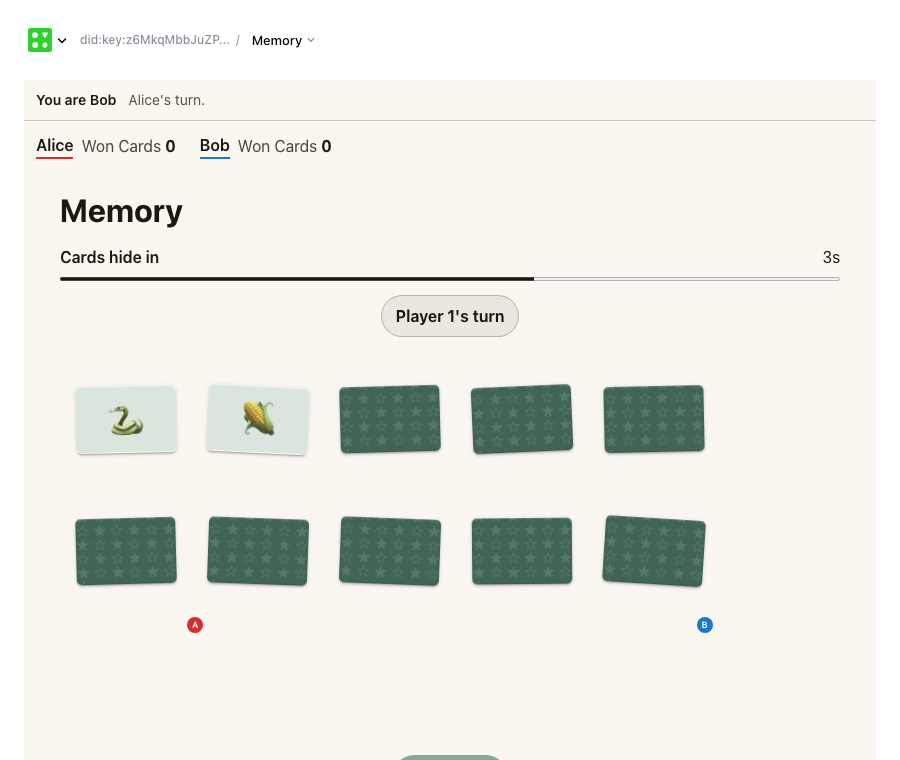 did:key:z6MkqMbbJuZP... / Memory
You are Bob Alice's turn.
Alice Won Cards 0 Bob Won Cards 0
Memory
Cards hide in 3s
Player 1's turn
A B